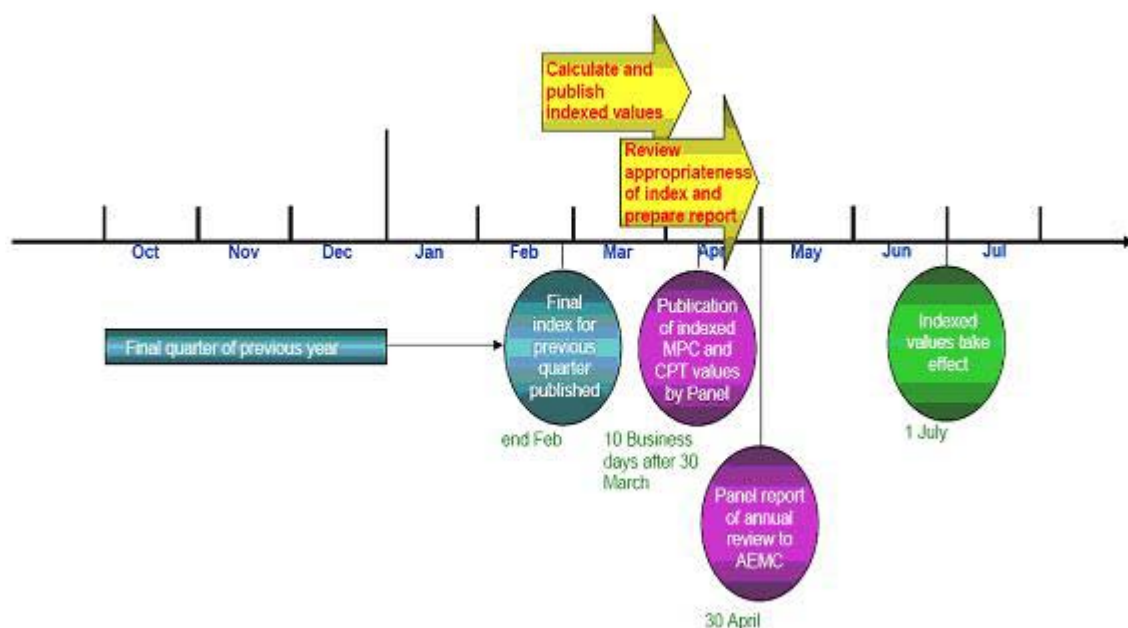 Calculate and
publish
indexed values
Review
appropriateness
of index and
prepare report
Oct
Nov
Dec
Jan
Feb
Mar
Apr
May
Jun
Jul
Final quarter of previous year
Final
index for
previous
quarter
published
end Feb
Publication
of indexed
MPC and
CPT values
by Panel
10 Business
days after 30
March
Panel report
of annual
review to
AEMC
30 April
Indexed
values take
effect
1 July